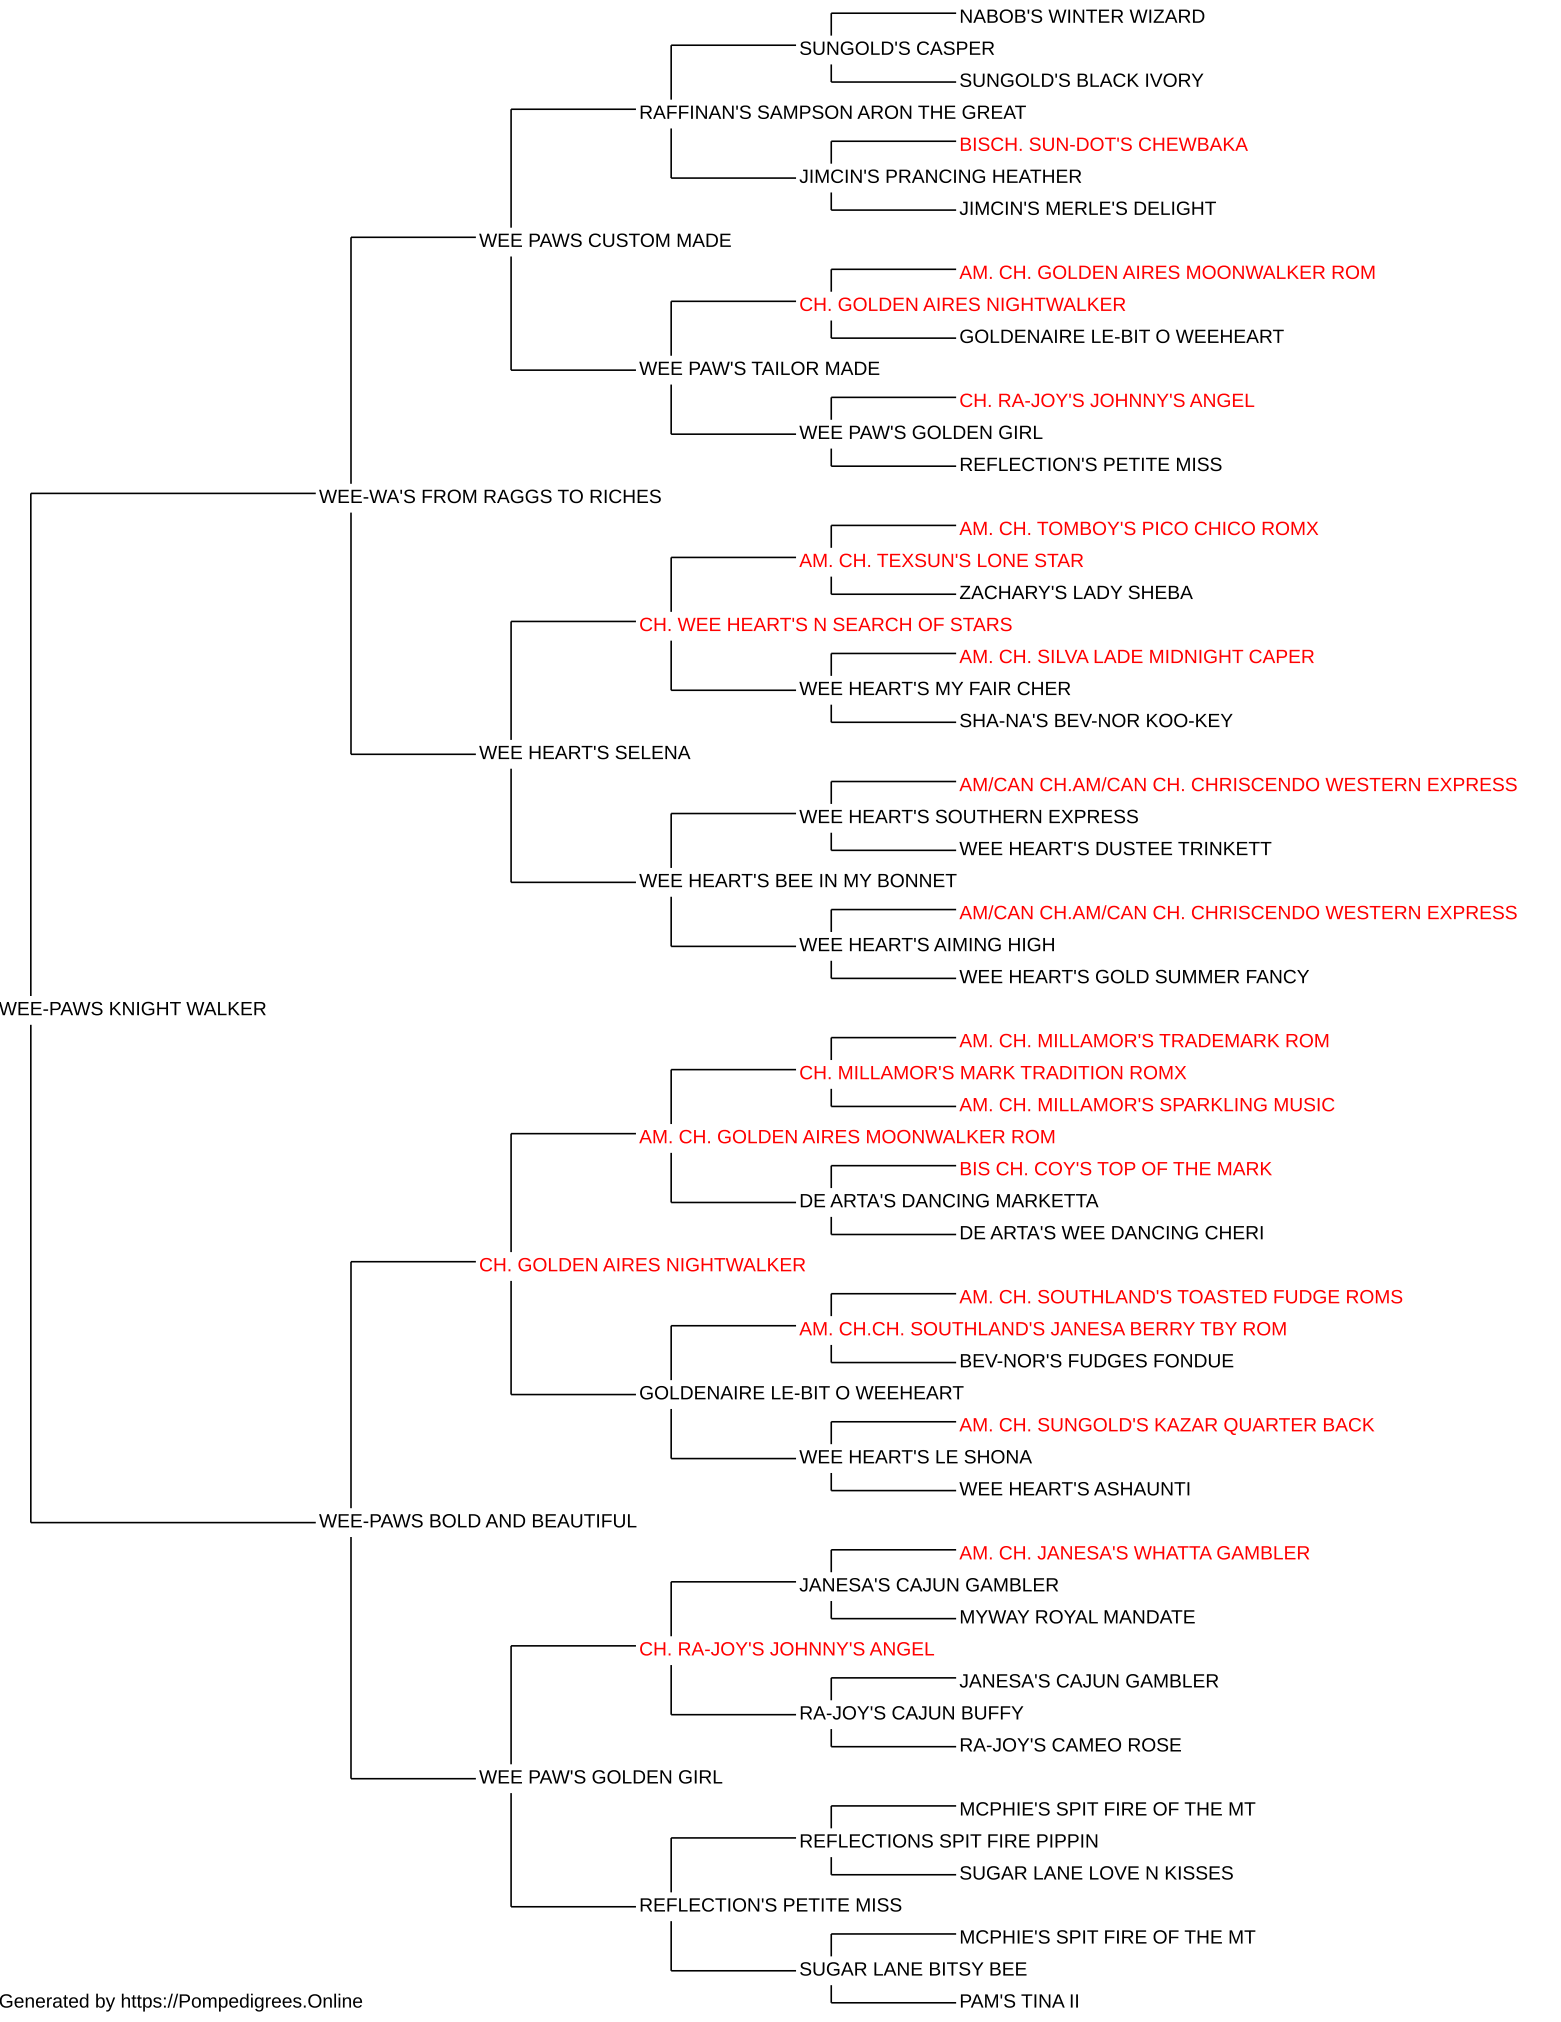 NABOB'S WINTER WIZARD
SUNGOLD'S CASPER
SUNGOLD'S BLACK IVORY
RAFFINAN'S SAMPSON ARON THE GREAT
BISCH. SUN-DOT'S CHEWBAKA
JIMCIN'S PRANCING HEATHER
JIMCIN'S MERLE'S DELIGHT
WEE PAWS CUSTOM MADE
AM. CH. GOLDEN AIRES MOONWALKER ROM
CH. GOLDEN AIRES NIGHTWALKER
GOLDENAIRE LE-BIT O WEEHEART
WEE PAW'S TAILOR MADE
CH. RA-JOY'S JOHNNY'S ANGEL
WEE PAW'S GOLDEN GIRL
REFLECTION'S PETITE MISS
WEE-WA'S FROM RAGGS TO RICHES
AM. CH. TOMBOY'S PICO CHICO ROMX
AM. CH. TEXSUN'S LONE STAR
ZACHARY'S LADY SHEBA
CH. WEE HEART'S N SEARCH OF STARS
AM. CH. SILVA LADE MIDNIGHT CAPER
WEE HEART'S MY FAIR CHER
SHA-NA'S BEV-NOR KOO-KEY
WEE HEART'S SELENA
AM/CAN CH.AM/CAN CH. CHRISCENDO WESTERN EXPRESS
WEE HEART'S SOUTHERN EXPRESS
WEE HEART'S DUSTEE TRINKETT
WEE HEART'S BEE IN MY BONNET
AM/CAN CH.AM/CAN CH. CHRISCENDO WESTERN EXPRESS
WEE HEART'S AIMING HIGH
WEE HEART'S GOLD SUMMER FANCY
WEE-PAWS KNIGHT WALKER
AM. CH. MILLAMOR'S TRADEMARK ROM
CH. MILLAMOR'S MARK TRADITION ROMX
AM. CH. MILLAMOR'S SPARKLING MUSIC
AM. CH. GOLDEN AIRES MOONWALKER ROM
BIS CH. COY'S TOP OF THE MARK
DE ARTA'S DANCING MARKETTA
DE ARTA'S WEE DANCING CHERI
CH. GOLDEN AIRES NIGHTWALKER
AM. CH. SOUTHLAND'S TOASTED FUDGE ROMS
AM. CH.CH. SOUTHLAND'S JANESA BERRY TBY ROM
BEV-NOR'S FUDGES FONDUE
GOLDENAIRE LE-BIT O WEEHEART
AM. CH. SUNGOLD'S KAZAR QUARTER BACK
WEE HEART'S LE SHONA
WEE HEART'S ASHAUNTI
WEE-PAWS BOLD AND BEAUTIFUL
AM. CH. JANESA'S WHATTA GAMBLER
JANESA'S CAJUN GAMBLER
MYWAY ROYAL MANDATE
CH. RA-JOY'S JOHNNY'S ANGEL
JANESA'S CAJUN GAMBLER
RA-JOY'S CAJUN BUFFY
RA-JOY'S CAMEO ROSE
WEE PAW'S GOLDEN GIRL
MCPHIE'S SPIT FIRE OF THE MT
REFLECTIONS SPIT FIRE PIPPIN
SUGAR LANE LOVE N KISSES
REFLECTION'S PETITE MISS
MCPHIE'S SPIT FIRE OF THE MT
SUGAR LANE BITSY BEE
PAM'S TINA II
Generated by https://Pompedigrees.Online